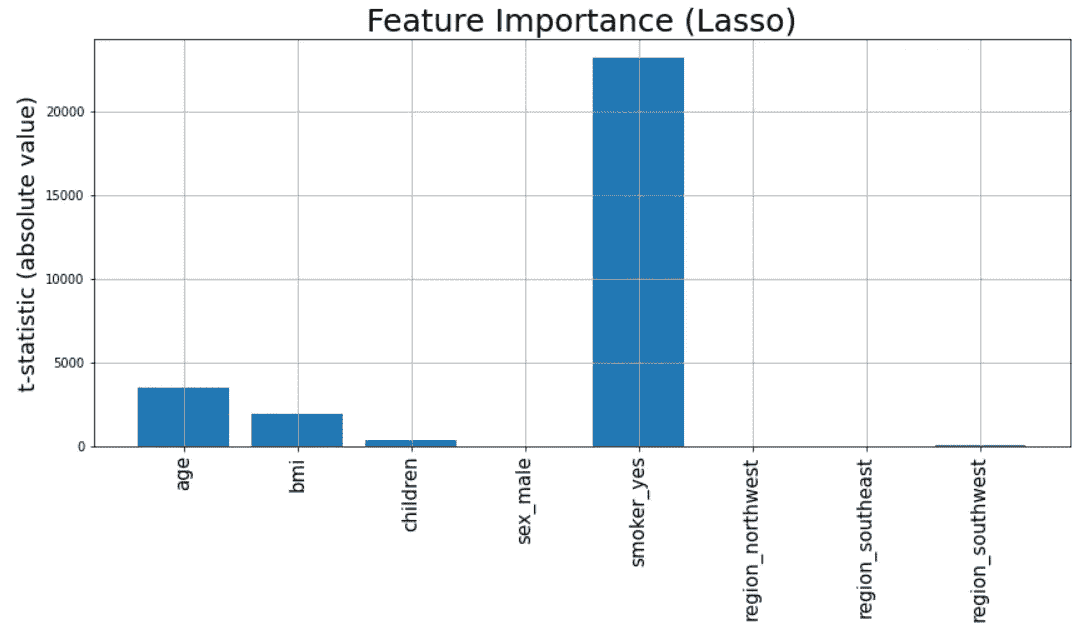 Feature Importance (Lasso)
t-statistic (absolute value)
20000
15000
10000
5000
0
age
bmi
children
sex_male
smoker_yes
region_northwest
region_southeast
region_southwest